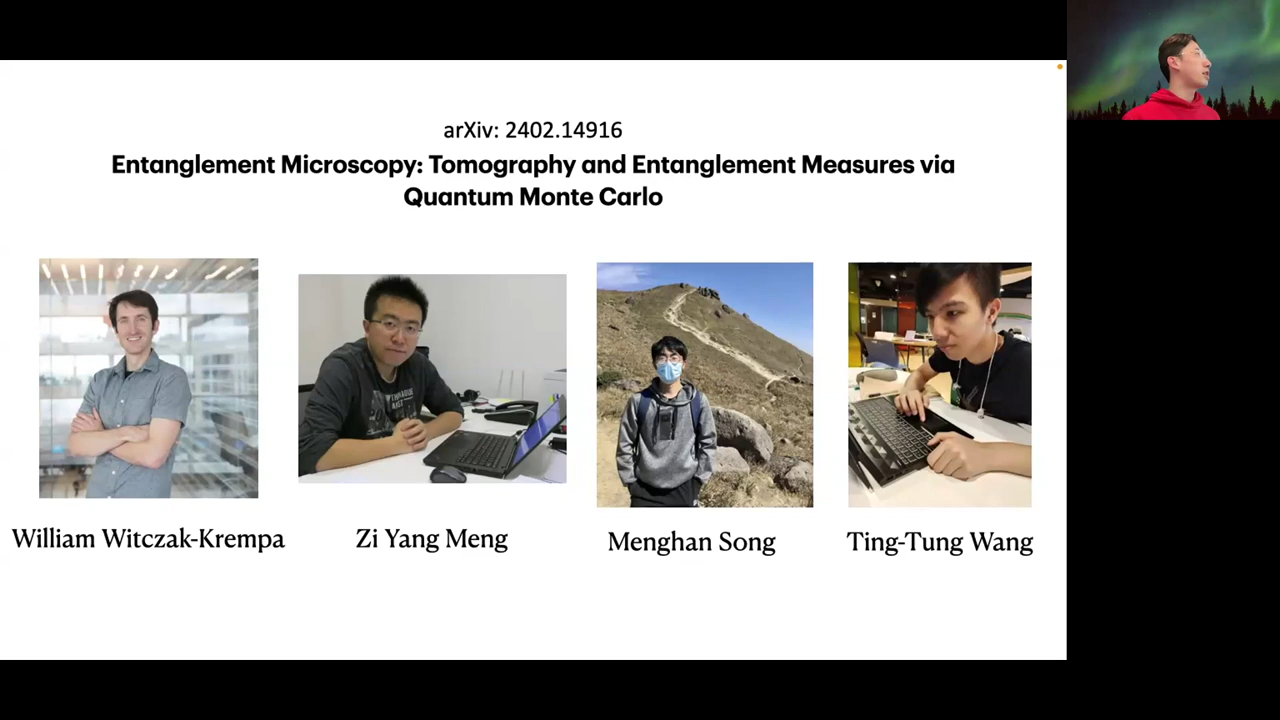 arXiv: 2402.14916
Entanglement Microscopy: Tomography and Entanglement Measures via
Quantum Monte Carlo
William Witczak-Krempa
Zi Yang Meng
Menghan Song
Ting-Tung Wang